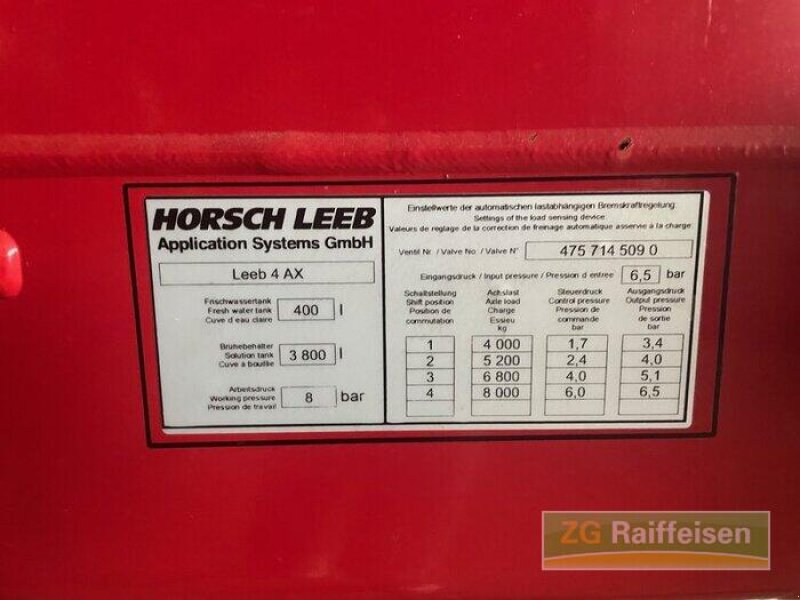 HORSCH LEEB
Application Systems GmbH
Leeb 4 AX
Frischwassertank
Fresh water tank
Cuve d eau claire
400 l
Brühebehälter
Solution tank
Cuve à bouillie
3 800 l
Arbeitsdruck
Working pressure
Pression de travail
8 bar
Einstellwerte der automatischen lastabhängigen Bremskraftregelung
Settings of the load sensing device
Valeurs de reglage de la correction de freinage automatique asservie à la charge
Ventil Nr / Valve No. / Valve N° 475 714 509 0
Eingangsdruck / Input pressure / Pression d entrée 6,5 bar
Schaltstellung Achslast Steuerdruck Ausgangsdruck
Shift position Axle load Control pressure Output pressure
Position de Charge Pression de Pression
commutation Essieu commande de sortie
kg bar bar
1 4 000 1,7 3,4
2 5 200 2,4 4,0
3 6 800 4,0 5,1
4 8 000 6,0 6,5
ZG Raiffeisen